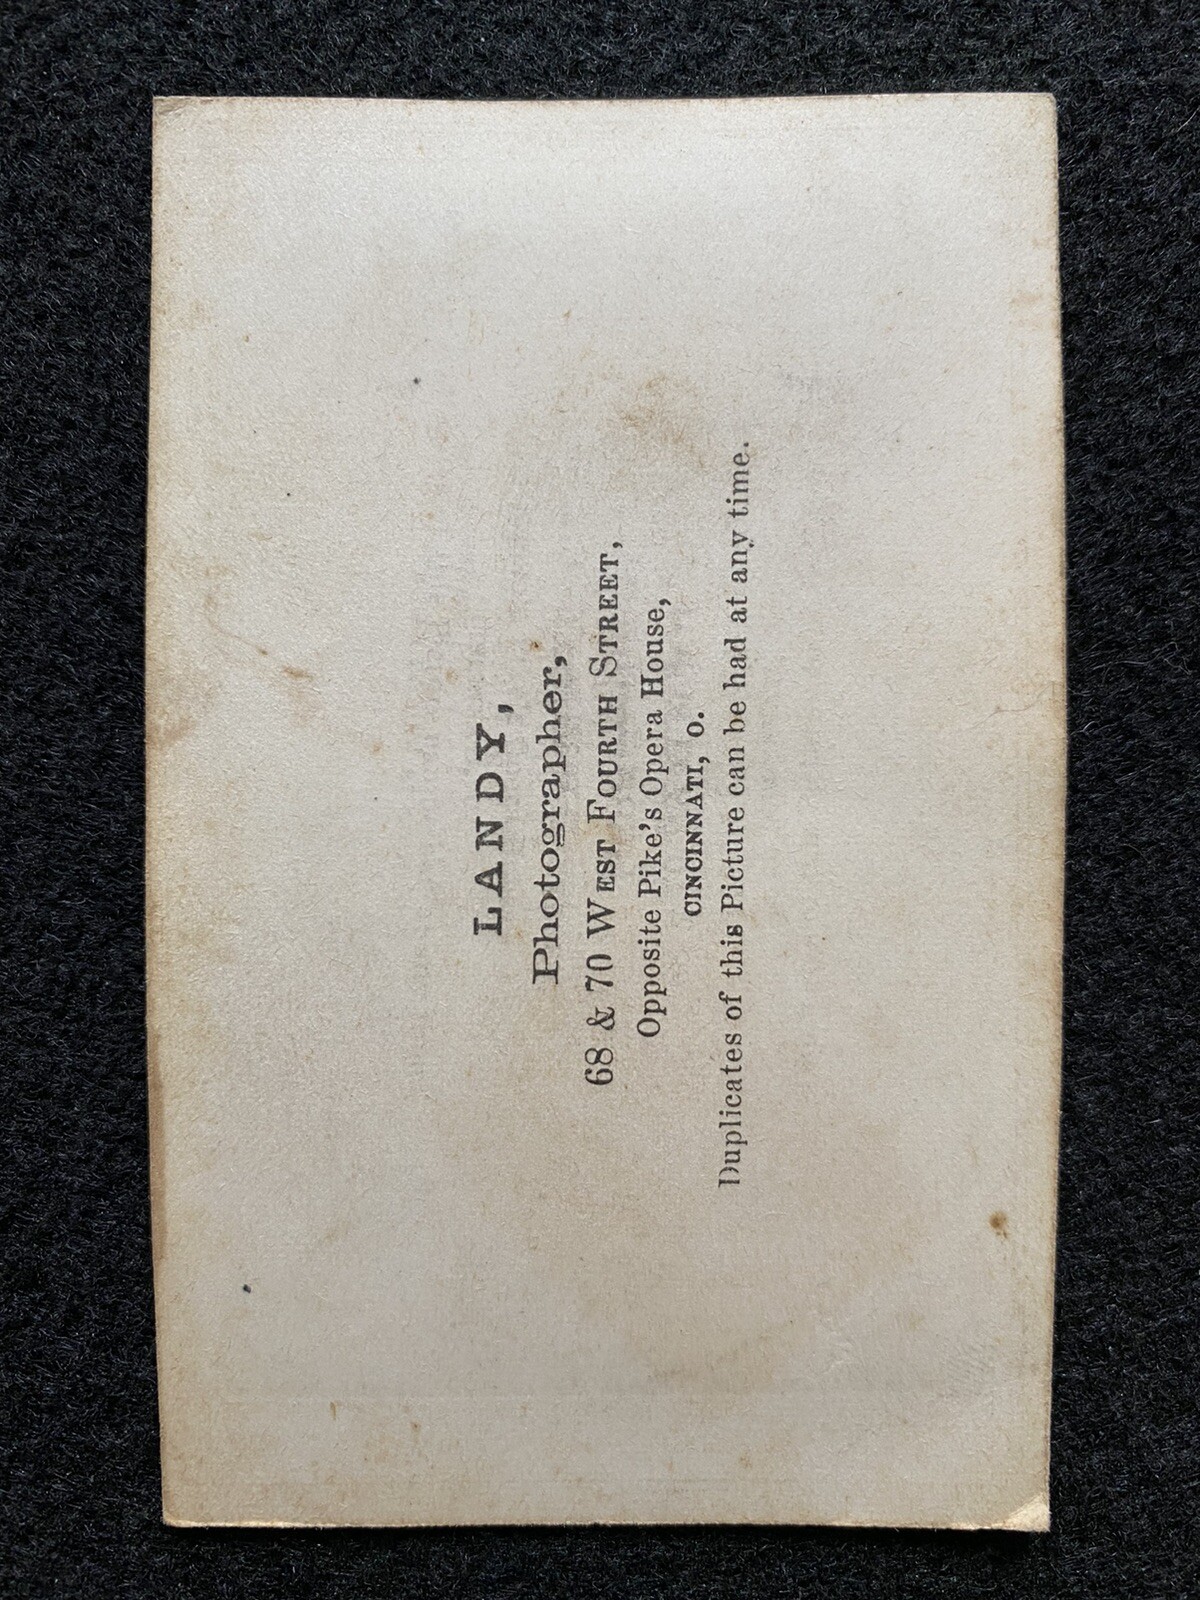 LANDY,
Photographer,
68 & 70 WEST FOURTH STREET,
Opposite Pike's Opera House,
CINCINNATI, O.
Duplicates of this Picture can be had at any time.